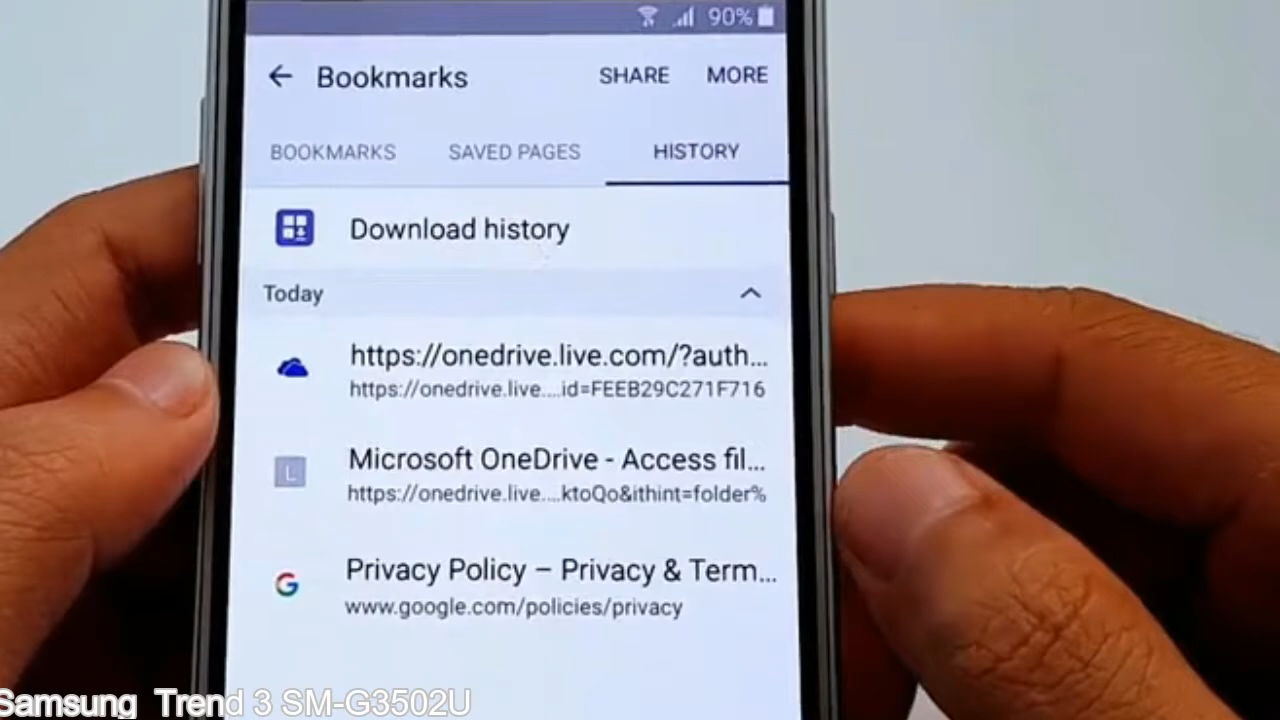 90%
Bookmarks SHARE MORE
BOOKMARKS SAVED PAGES HISTORY
Download history
Today
https://onedrive.live.com/?auth...
https://onedrive.live....id=FEEB29C271F716
L
Microsoft OneDrive - Access fil...
https://onedrive.live....ktoQo&ithint=folder%
Privacy Policy – Privacy & Term...
www.google.com/policies/privacy
Samsung Trend 3 SM-G3502U